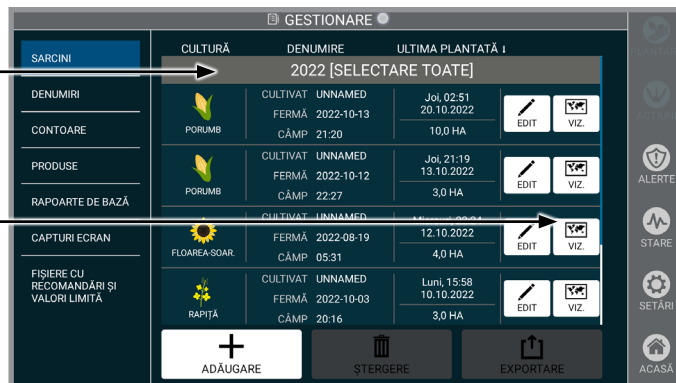 GESTIONARE
SARCINI
DENUMIRI
CONTOARE
PRODUSE
RAPOARTE DE BAZĂ
CAPTURI ECRAN
FIȘIERE CU
RECOMANDĂRI ȘI
VALORI LIMITĂ
CULTURĂ DENUMIRE ULTIMA PLANTATĂ
2022 [SELECTARE TOATE]
PORUMB
CULTIVAT UNNAMED
FERMĂ 2022-10-13
CÂMP 21:20
Joi, 02:51
20.10.2022
10,0 HA
EDIT
VIZ.
PORUMB
CULTIVAT UNNAMED
FERMĂ 2022-10-12
CÂMP 22:27
Joi, 21:19
13.10.2022
3,0 HA
EDIT
VIZ.
FLOAREA-SOAR.
CULTIVAT UNNAMED
FERMĂ 2022-08-19
CÂMP 05:31
12.10.2022
4,0 HA
EDIT
VIZ.
RAPIȚĂ
CULTIVAT UNNAMED
FERMĂ 2022-10-03
CÂMP 20:16
Luni, 15:58
10.10.2022
3,0 HA
EDIT
VIZ.
ADĂUGARE
ȘTERGERE
EXPORTARE
ALERTE
STARE
SETĂRI
ACASĂ